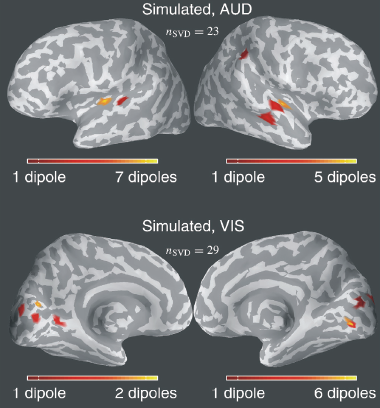 Simulated, AUD
nSVD = 23
1 dipole 7 dipoles 1 dipole 5 dipoles
Simulated, VIS
nSVD = 29
1 dipole 2 dipoles 1 dipole 6 dipoles